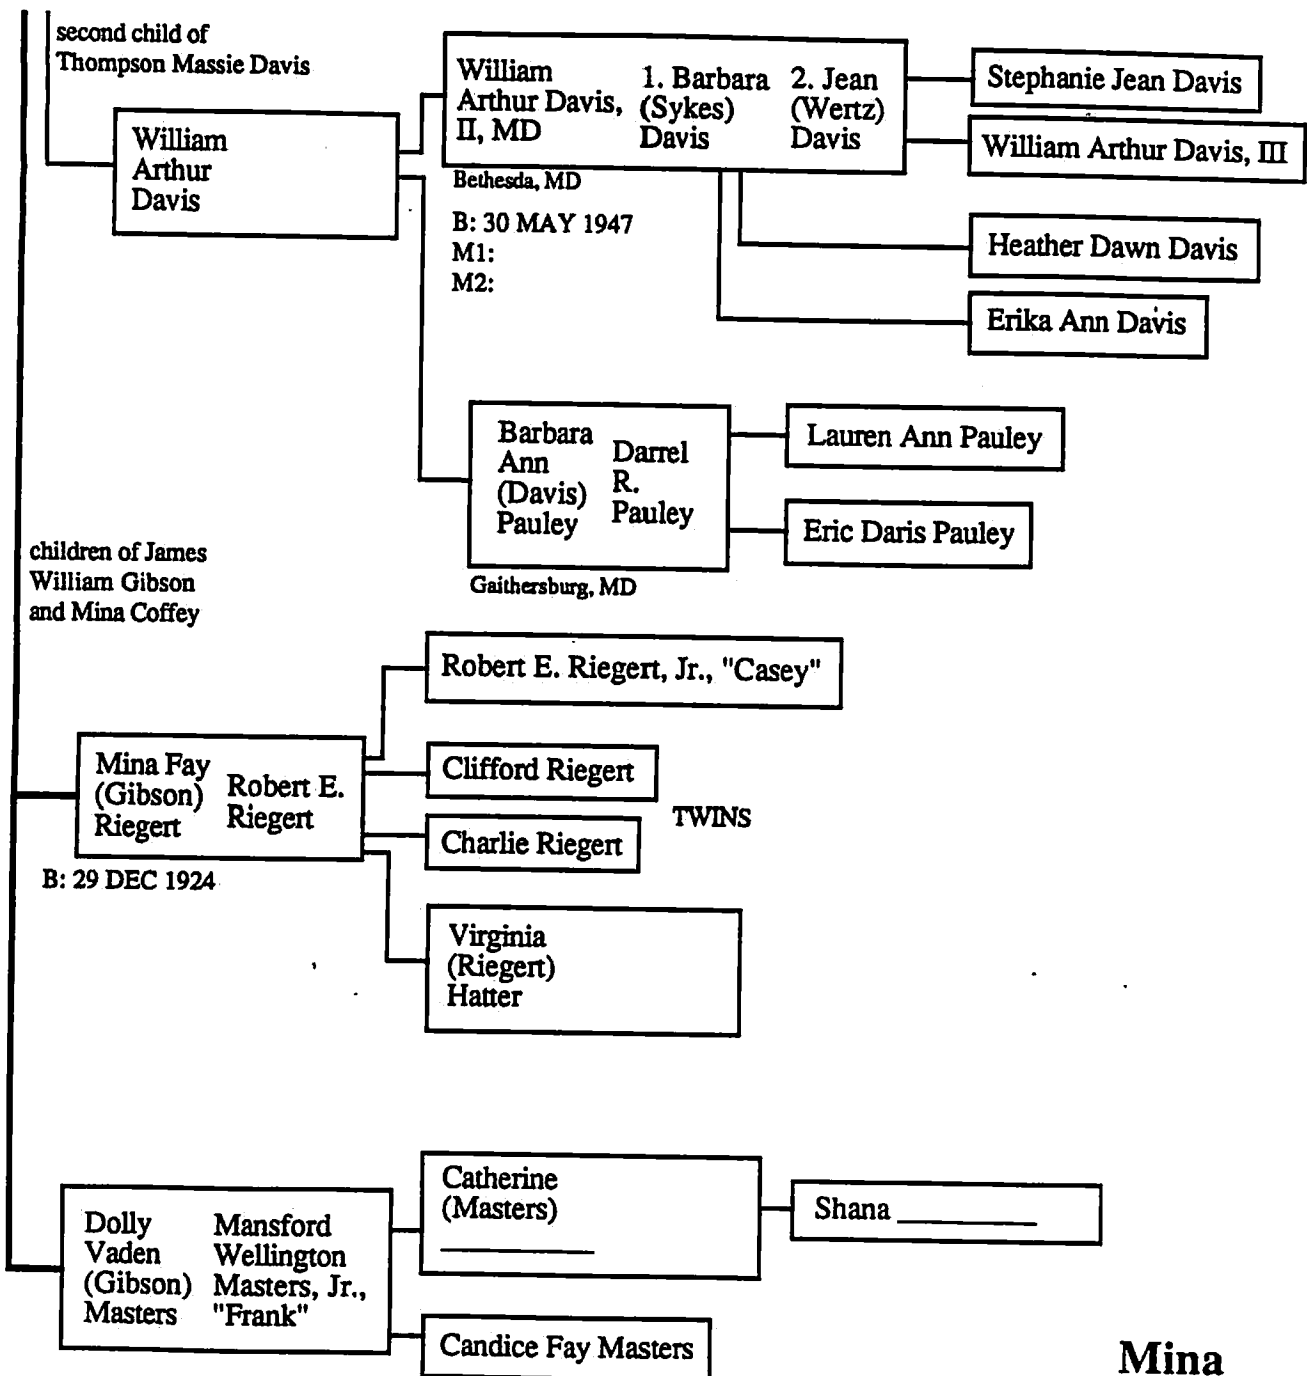 second child of
Thompson Massie Davis
William
Arthur
Davis
William
Arthur Davis,
II, MD
1. Barbara
(Sykes)
Davis
2. Jean
(Wertz)
Davis
Bethesda, MD
B: 30 MAY 1947
M1:
M2:
Stephanie Jean Davis
William Arthur Davis, III
Heather Dawn Davis
Erika Ann Davis
Barbara
Ann
(Davis)
Pauley
Darrel
R.
Pauley
Gaithersburg, MD
Lauren Ann Pauley
Eric Daris Pauley
children of James
William Gibson
and Mina Coffey
Mina Fay
(Gibson)
Riegert
Robert E.
Riegert
B: 29 DEC 1924
Robert E. Riegert, Jr., "Casey"
Clifford Riegert
TWINS
Charlie Riegert
Virginia
(Riegert)
Hatter
Dolly
Vaden
(Gibson)
Masters
Mansford
Wellington
Masters, Jr.,
"Frank"
Catherine
(Masters)
____________
Shana ___________
Candice Fay Masters
Mina